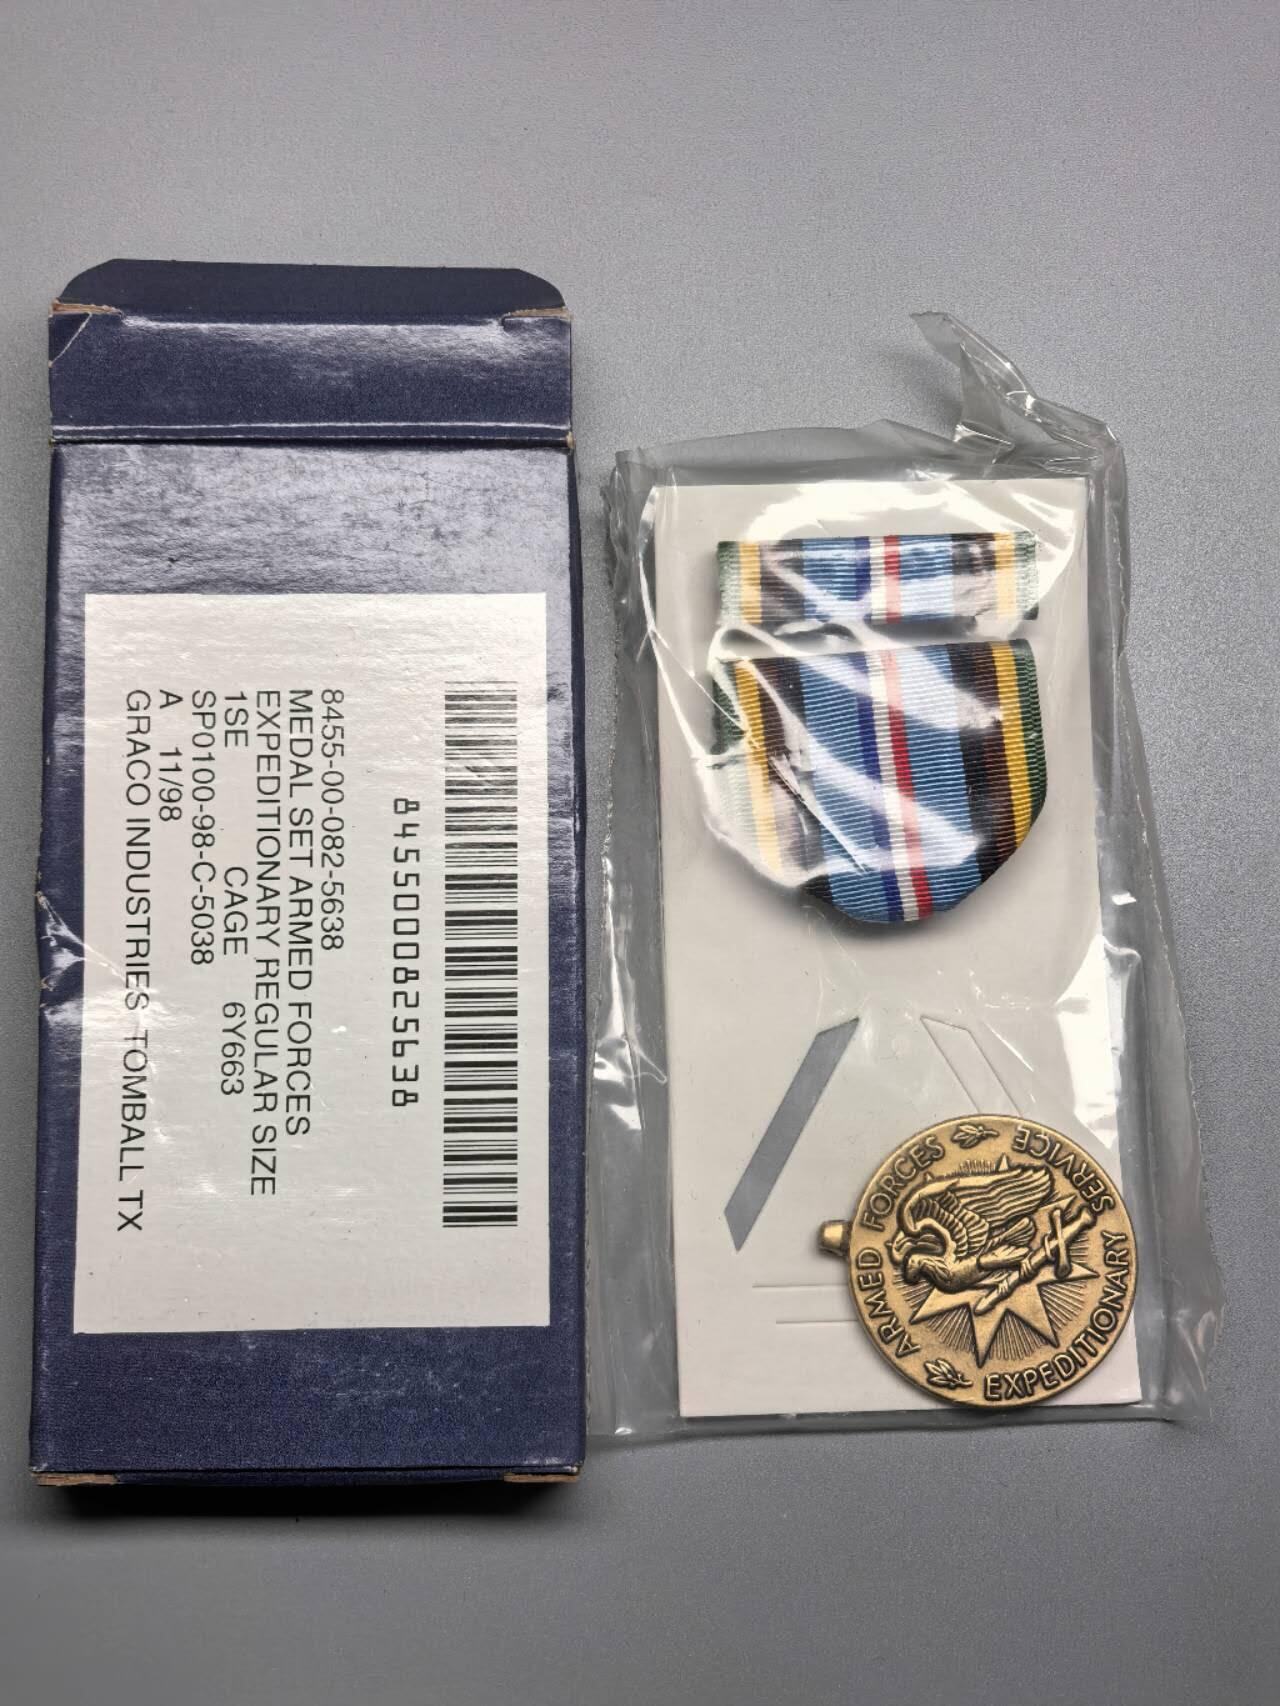 8455000825638
8455-00-082-5638
MEDAL SET ARMED FORCES
EXPEDITIONARY REGULAR SIZE
1SE CAGE 6Y663
SP0100-98-C-5038
A 11/98
GRACO INDUSTRIES TOMBALL TX
ARMED FORCES
EXPEDITIONARY
SERVICE